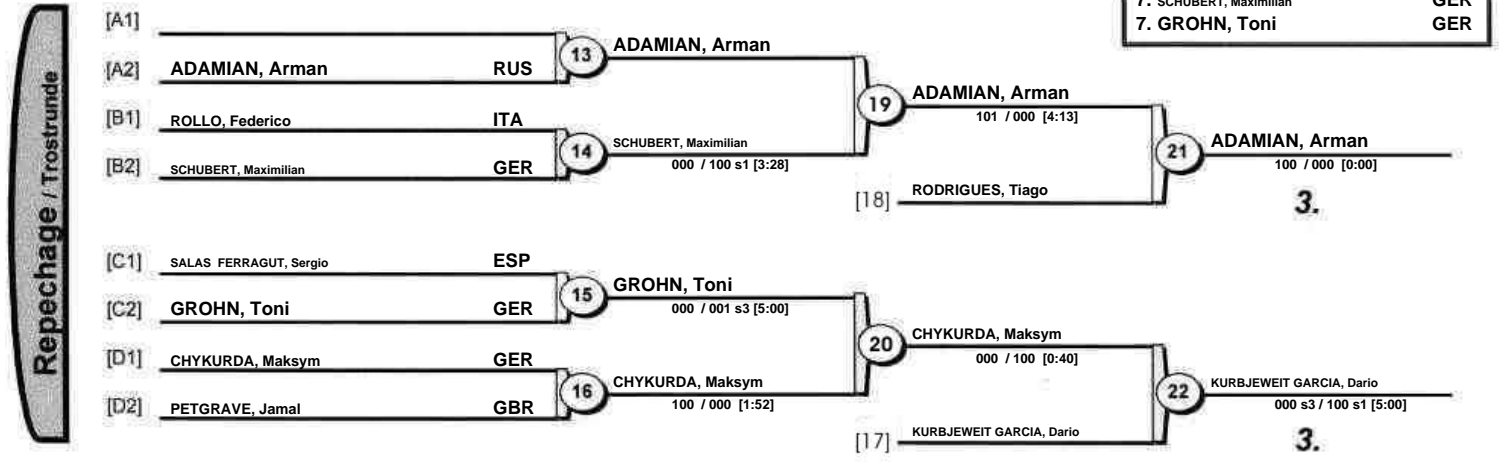 7. SCHUBERT, Maximilian GER
7. GROHN, Toni GER
Repechage / Trostrunde
[A1]
[A2] ADAMIAN, Arman RUS
13 ADAMIAN, Arman
[B1] ROLLO, Federico ITA
[B2] SCHUBERT, Maximilian GER
14 SCHUBERT, Maximilian
000 / 100 s1 [3:28]
19 ADAMIAN, Arman
101 / 000 [4:13]
[18] RODRIGUES, Tiago
21 ADAMIAN, Arman
100 / 000 [0:00]
3.
[C1] SALAS FERRAGUT, Sergio ESP
[C2] GROHN, Toni GER
15 GROHN, Toni
000 / 001 s3 [5:00]
[D1] CHYKURDA, Maksym GER
[D2] PETGRAVE, Jamal GBR
16 CHYKURDA, Maksym
100 / 000 [1:52]
20 CHYKURDA, Maksym
000 / 100 [0:40]
[17] KURBJEWEIT GARCIA, Dario
22 KURBJEWEIT GARCIA, Dario
000 s3 / 100 s1 [5:00]
3.